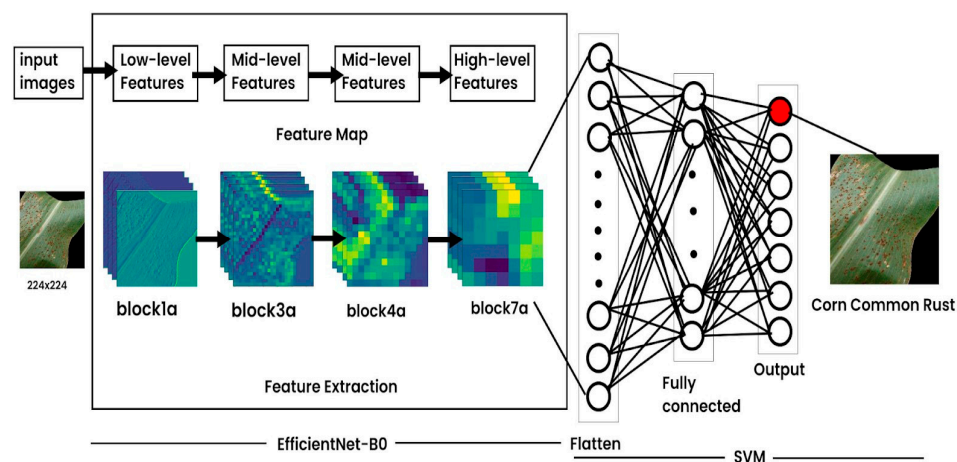 input
images
Low-level
Features
Mid-level
Features
Mid-level
Features
High-level
Features
Feature Map
224x224
block1a
block3a
block4a
block7a
Feature Extraction
Fully
connected
Output
Corn Common Rust
EfficientNet-B0
Flatten
SVM